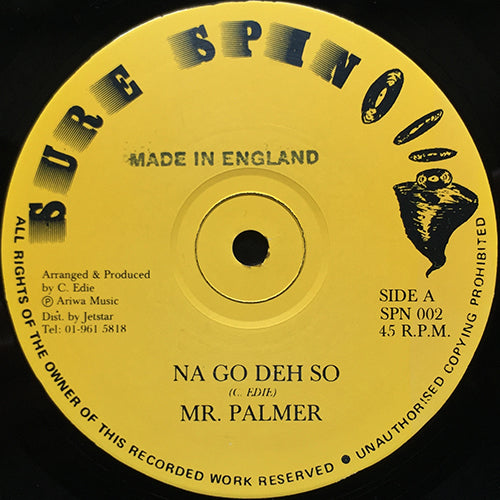 SURE SPIN
MADE IN ENGLAND
Arranged & Produced
by C. Edie
Ⓟ Ariwa Music
Dist. by Jetstar
Tel: 01-961 5818
SIDE A
SPN 002
45 R.P.M.
NA GO DEH SO
(C. EDIE)
MR. PALMER
ALL RIGHTS OF THE OWNER OF THIS RECORDED WORK RESERVED ● UNAUTHORISED COPYING PROHIBITED